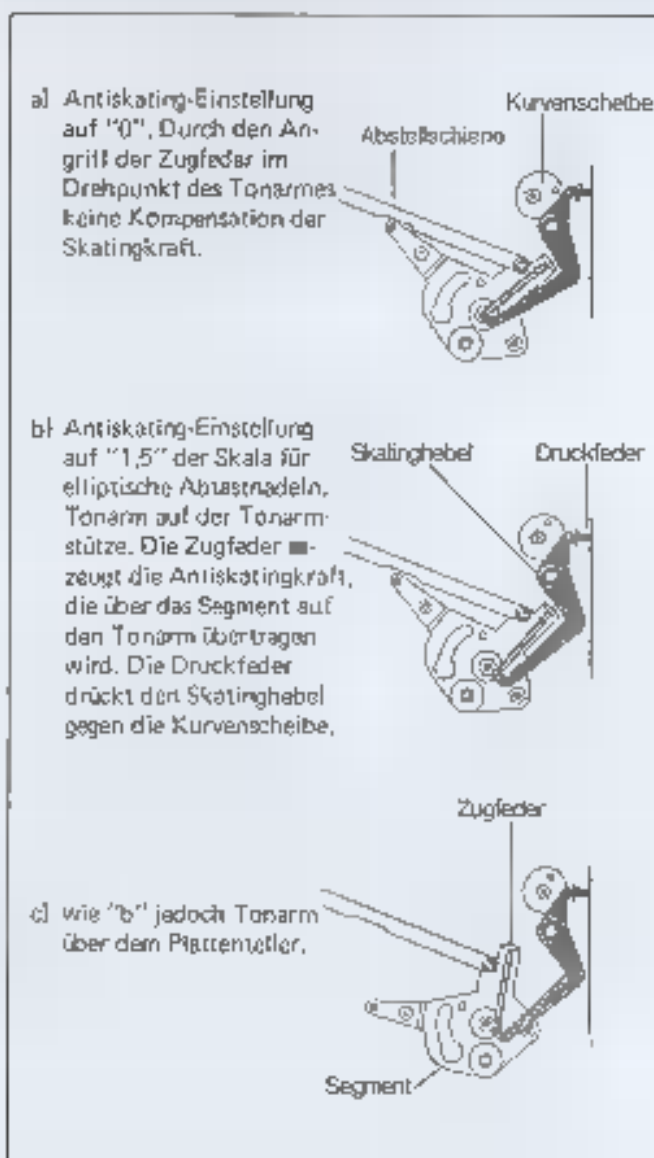 a) Antiskating-Einstellung
auf "0". Durch den An-
griff der Zugfeder im
Drehpunkt des Tonarmes
keine Kompensation der
Skatingkraft.
Abstellschiene
Kurvenscheibe
b) Antiskating-Einstellung
auf "1,5" der Skala für
elliptische Abtastnadeln,
Tonarm auf der Tonarm-
stütze. Die Zugfeder er-
zeugt die Antiskatingkraft,
die über das Segment auf
den Tonarm übertragen
wird. Die Druckfeder
drückt den Skatinghebel
gegen die Kurvenscheibe.
Skatinghebel
Druckfeder
Zugfeder
c) wie "b" jedoch Tonarm
über dem Plattenteller.
Segment